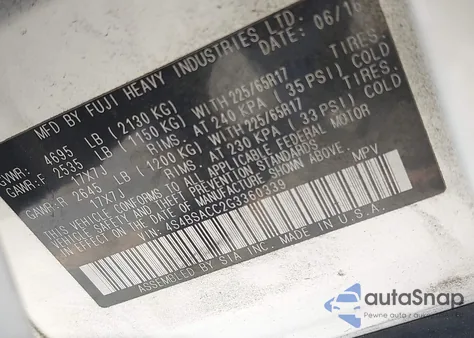 MFD BY FUJI HEAVY INDUSTRIES LTD.
DATE: 06/16
GVWR: 4695 LB (2130 KG)
GAWR:F 2535 LB (1150 KG) WITH 225/65R17 TIRES.
17X7J RIMS, AT 240 KPA (35 PSI) COLD
GAWR:R 2645 LB (1200 KG) WITH 225/65R17 TIRES.
17X7J RIMS, AT 230 KPA (33 PSI) COLD
THIS VEHICLE CONFORMS TO ALL APPLICABLE FEDERAL MOTOR
VEHICLE SAFETY AND BUMPER STANDARDS
IN EFFECT ON THE DATE OF MANUFACTURE SHOWN ABOVE.
VIN: 4S4BSACC2G3360339 MPV
ASSEMBLED BY SIA INC. MADE IN U.S.A.
autoSnap
Pewne auta z